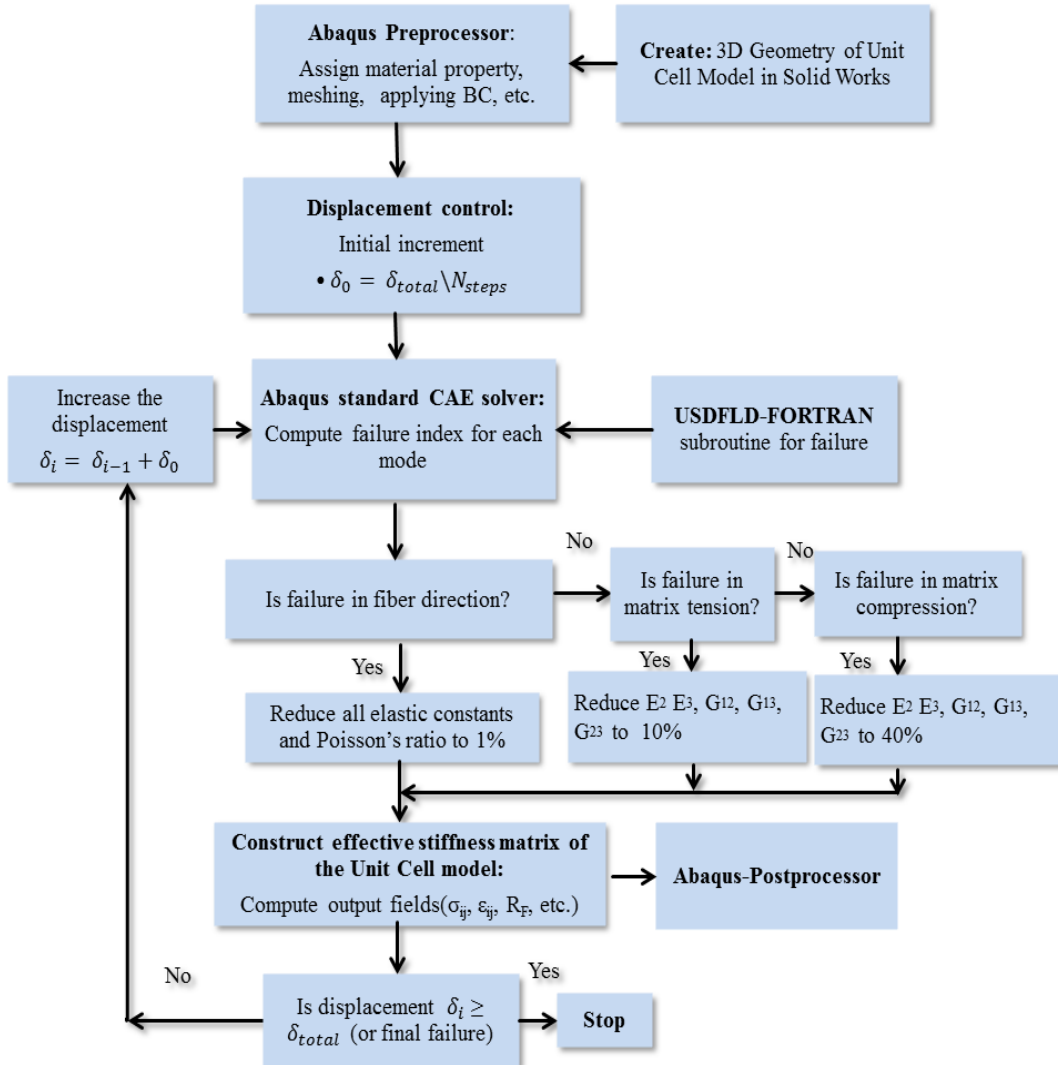 Abaqus Preprocessor:
Assign material property,
meshing, applying BC, etc.
Create: 3D Geometry of Unit
Cell Model in Solid Works
Displacement control:
Initial increment
• δ₀ = δ_total\N_steps
Increase the
displacement
δᵢ = δᵢ₋₁ + δ₀
Abaqus standard CAE solver:
Compute failure index for each
mode
USDFLD-FORTRAN
subroutine for failure
Is failure in fiber direction?
No
Is failure in
matrix tension?
No
Is failure in matrix
compression?
Yes
Reduce all elastic constants
and Poisson's ratio to 1%
Yes
Reduce E2 E3, G12, G13,
G23 to 10%
Yes
Reduce E2 E3, G12, G13,
G23 to 40%
Construct effective stiffness matrix of
the Unit Cell model:
Compute output fields(σij, εij, RF, etc.)
Abaqus-Postprocessor
No
Is displacement δᵢ ≥
δ_total (or final failure)
Yes
Stop